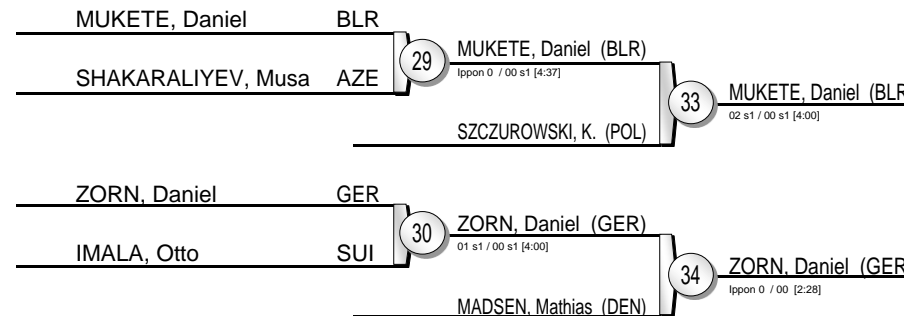 MUKETE, Daniel BLR
SHAKARALIYEV, Musa AZE
29
MUKETE, Daniel (BLR)
Ippon 0 / 00 s1 [4:37]
SZCZUROWSKI, K. (POL)
33
MUKETE, Daniel (BLR
02 s1 / 00 s1 [4:00]
ZORN, Daniel GER
IMALA, Otto SUI
30
ZORN, Daniel (GER)
01 s1 / 00 s1 [4:00]
MADSEN, Mathias (DEN)
34
ZORN, Daniel (GER
Ippon 0 / 00 [2:28]